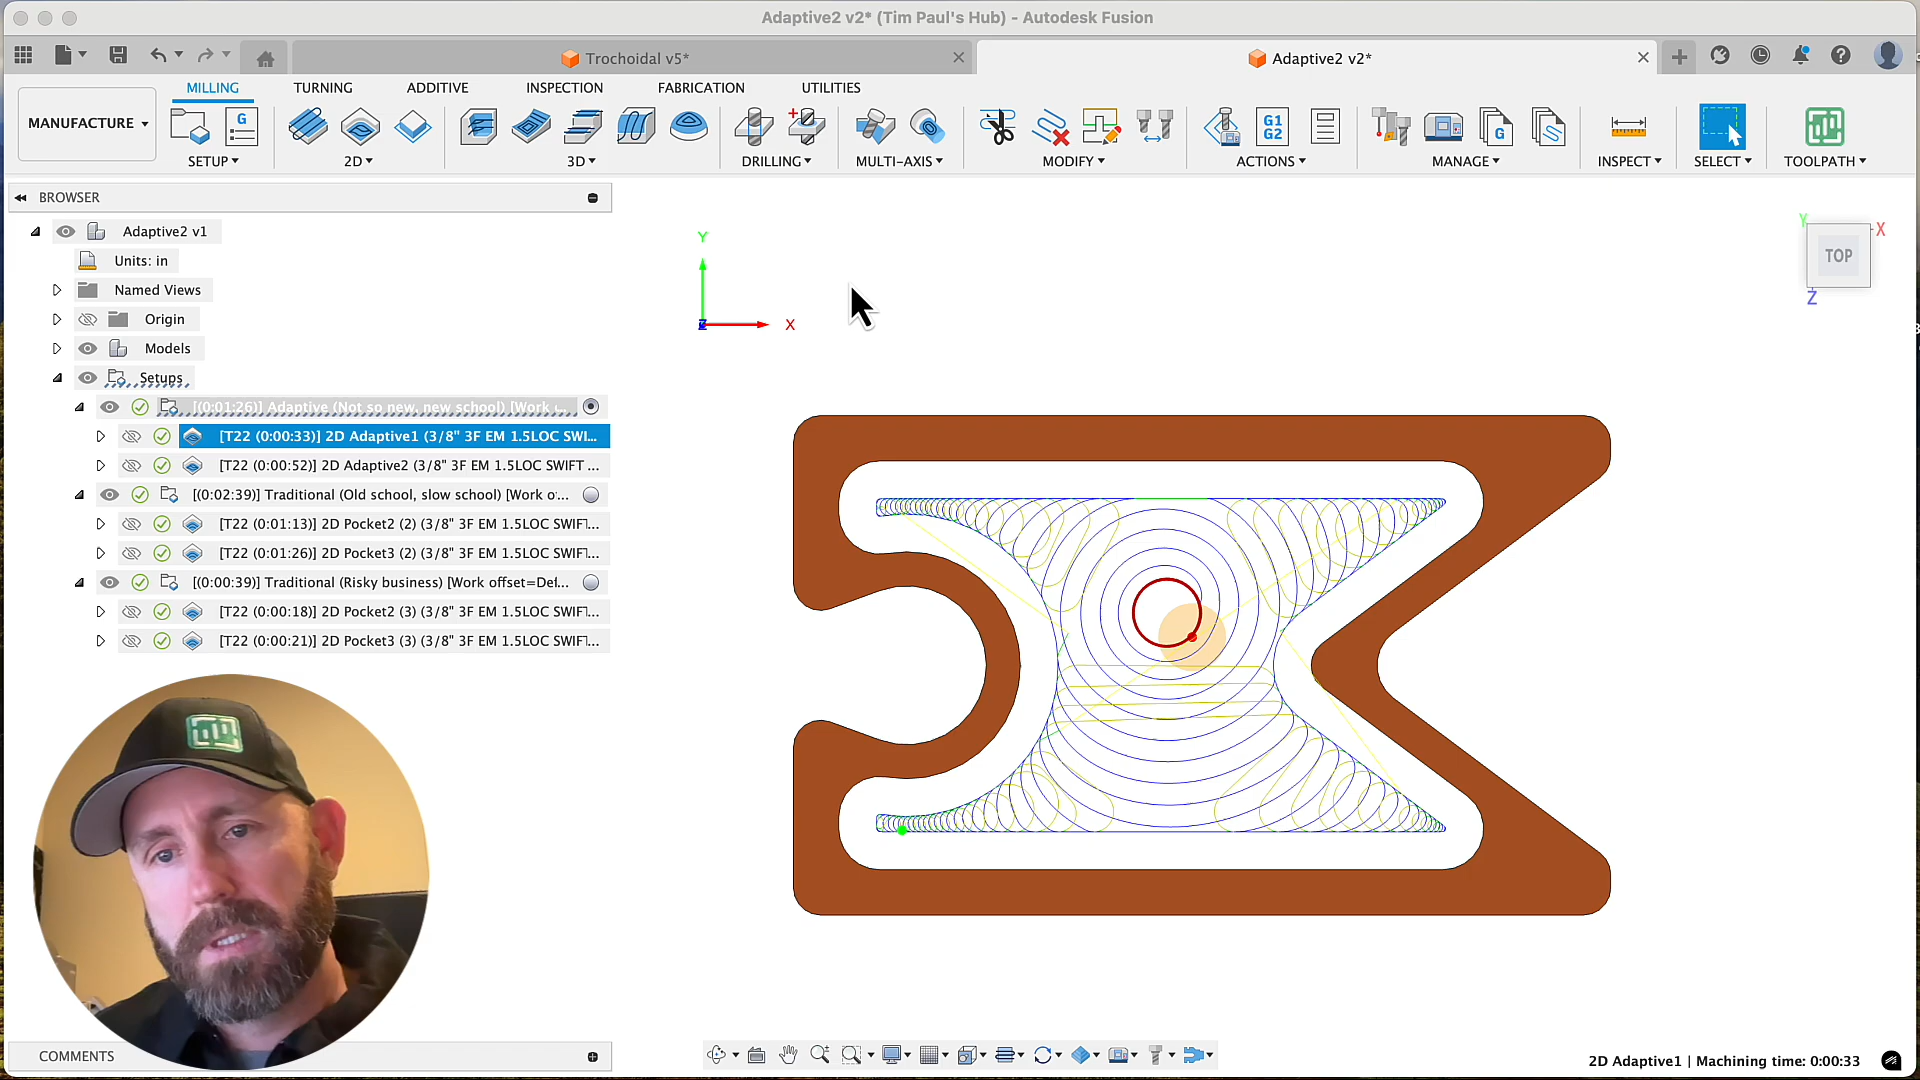 Adaptive2 v2* (Tim Paul's Hub) - Autodesk Fusion
Trochoidal v5*
Adaptive2 v2*
MANUFACTURE
MILLING
TURNING
ADDITIVE
INSPECTION
FABRICATION
UTILITIES
G
G1
G2
G
SETUP
2D
3D
DRILLING
MULTI-AXIS
MODIFY
ACTIONS
MANAGE
INSPECT
SELECT
TOOLPATH
BROWSER
Adaptive2 v1
Units: in
Named Views
Origin
Models
Setups
[(0:01:26)] Adaptive (Not so new, new school) [Work ...
[T22 (0:00:33)] 2D Adaptive1 (3/8" 3F EM 1.5LOC SWI...
[T22 (0:00:52)] 2D Adaptive2 (3/8" 3F EM 1.5LOC SWIFT ...
[(0:02:39)] Traditional (Old school, slow school) [Work o...
[T22 (0:01:13)] 2D Pocket2 (2) (3/8" 3F EM 1.5LOC SWIFT...
[T22 (0:01:26)] 2D Pocket3 (2) (3/8" 3F EM 1.5LOC SWIFT...
[(0:00:39)] Traditional (Risky business) [Work offset=Def...
[T22 (0:00:18)] 2D Pocket2 (3) (3/8" 3F EM 1.5LOC SWIFT...
[T22 (0:00:21)] 2D Pocket3 (3) (3/8" 3F EM 1.5LOC SWIFT...
Y
Z
X
Y
X
TOP
Z
COMMENTS
2D Adaptive1 | Machining time: 0:00:33